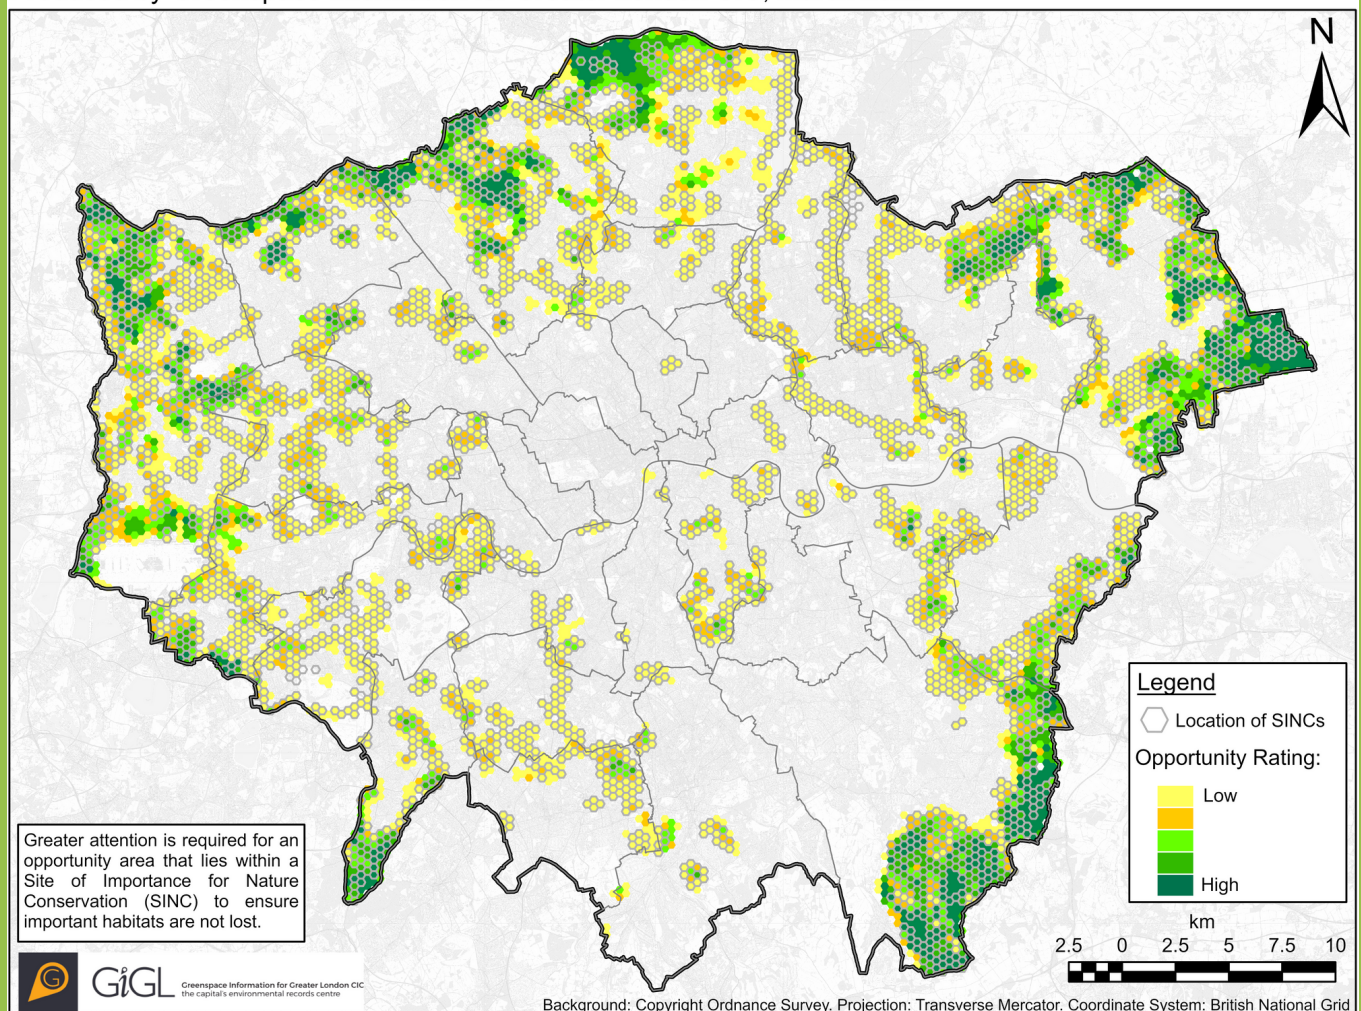 N
Legend
Location of SINCs
Opportunity Rating:
Low
High
Greater attention is required for an
opportunity area that lies within a
Site of Importance for Nature
Conservation (SINC) to ensure
important habitats are not lost.
km
2.5 0 2.5 5 7.5 10
G
GiGL
Greenspace Information for Greater London CIC
the capital's environmental records centre
Background: Copyright Ordnance Survey. Projection: Transverse Mercator. Coordinate System: British National Grid